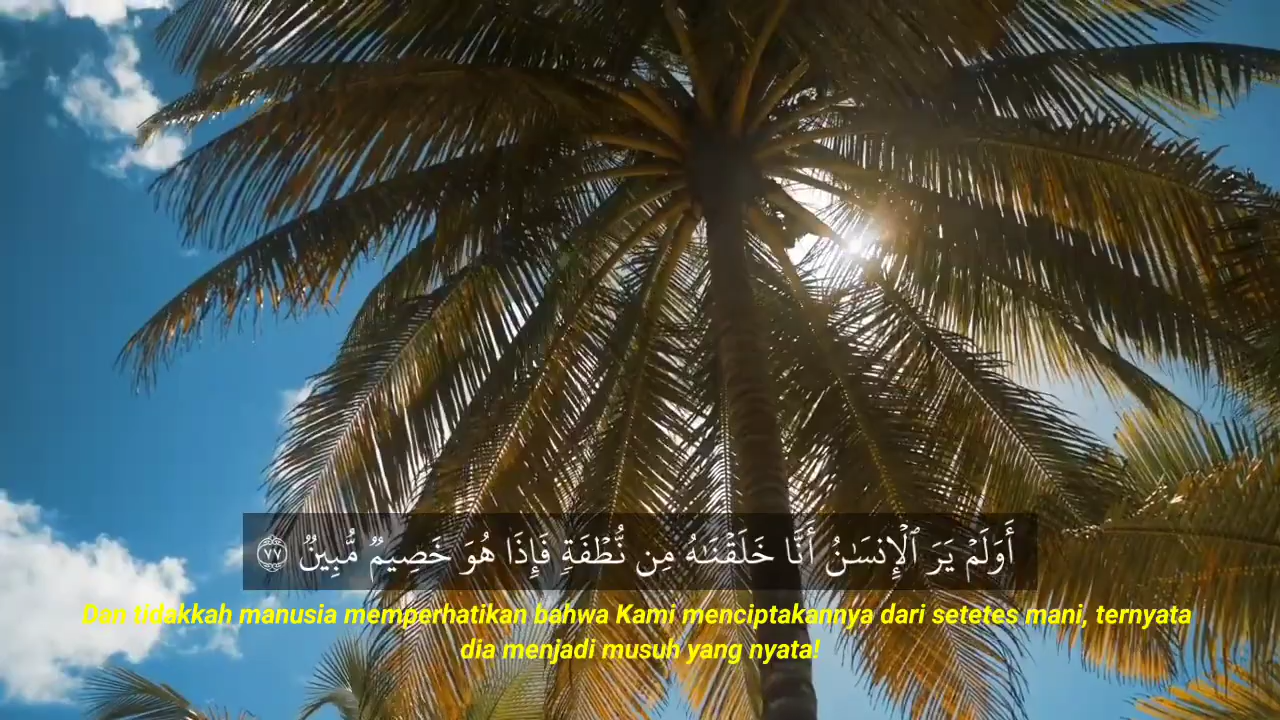 أَوَلَمْ يَرَ ٱلْإِنسَـٰنُ أَنَّا خَلَقْنَـٰهُ مِن نُّطْفَةٍ فَإِذَا هُوَ خَصِيمٌ مُّبِينٌ ٧٧
Dan tidakkah manusia memperhatikan bahwa Kami menciptakannya dari setetes mani, ternyata
dia menjadi musuh yang nyata!